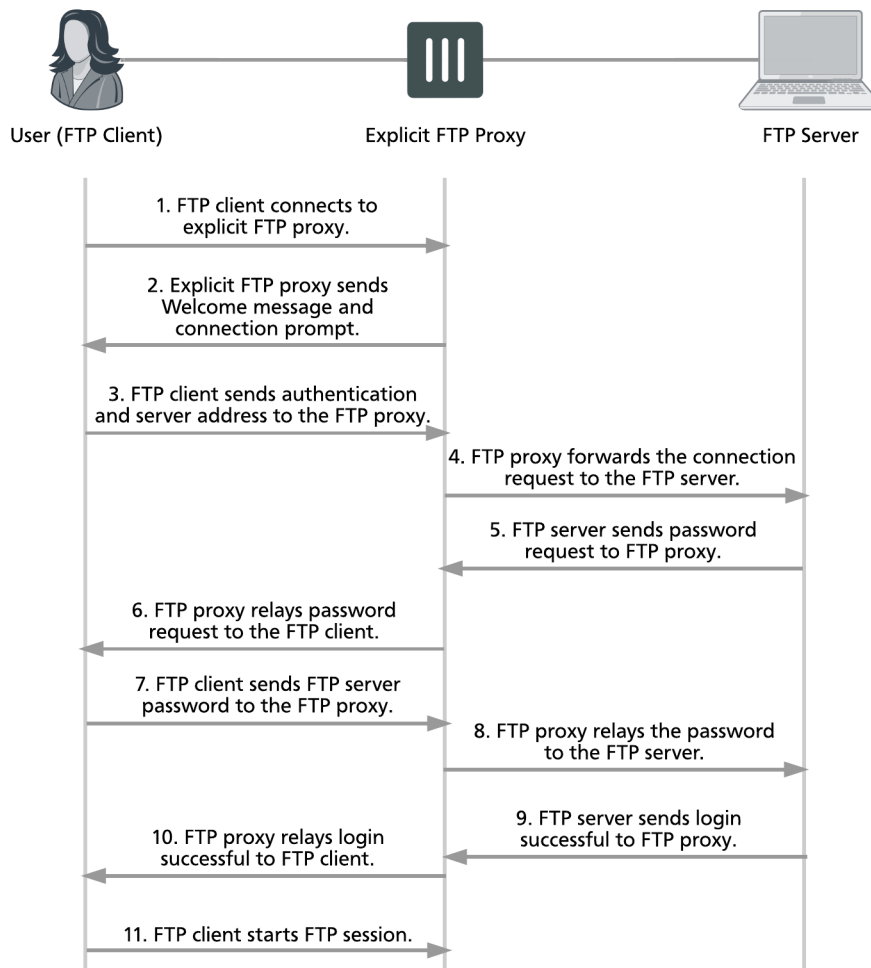 User (FTP Client)
Explicit FTP Proxy
FTP Server
1. FTP client connects to
explicit FTP proxy.
2. Explicit FTP proxy sends
Welcome message and
connection prompt.
3. FTP client sends authentication
and server address to the FTP proxy.
4. FTP proxy forwards the connection
request to the FTP server.
5. FTP server sends password
request to FTP proxy.
6. FTP proxy relays password
request to the FTP client.
7. FTP client sends FTP server
password to the FTP proxy.
8. FTP proxy relays the password
to the FTP server.
9. FTP server sends login
successful to FTP proxy.
10. FTP proxy relays login
successful to FTP client.
11. FTP client starts FTP session.